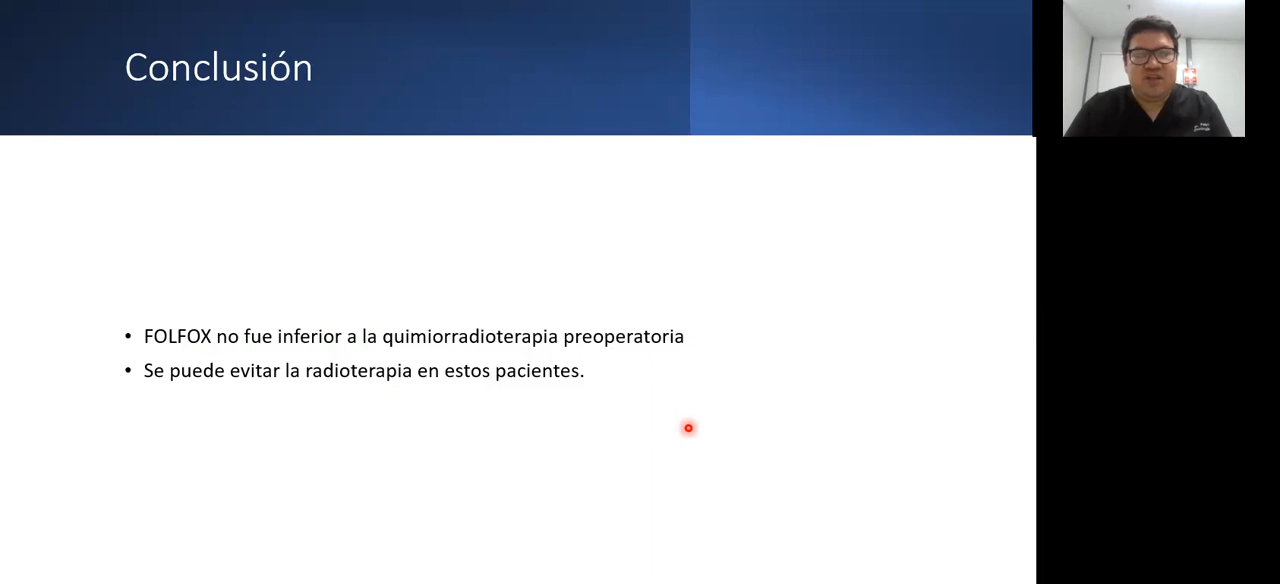 Conclusión
• FOLFOX no fue inferior a la quimiorradioterapia preoperatoria
• Se puede evitar la radioterapia en estos pacientes.